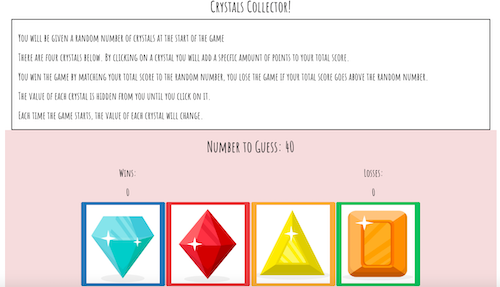 Crystals Collector!
You will be given a random number of crystals at the start of the game
There are four crystals below. By clicking on a crystal you will add a specific amount of points to your total score.
You win the game by matching your total score to the random number, you lose the game if your total score goes above the random number.
The value of each crystal is hidden from you until you click on it.
Each time the game starts, the value of each crystal will change.
Number to Guess: 40
Wins: Losses:
0 0